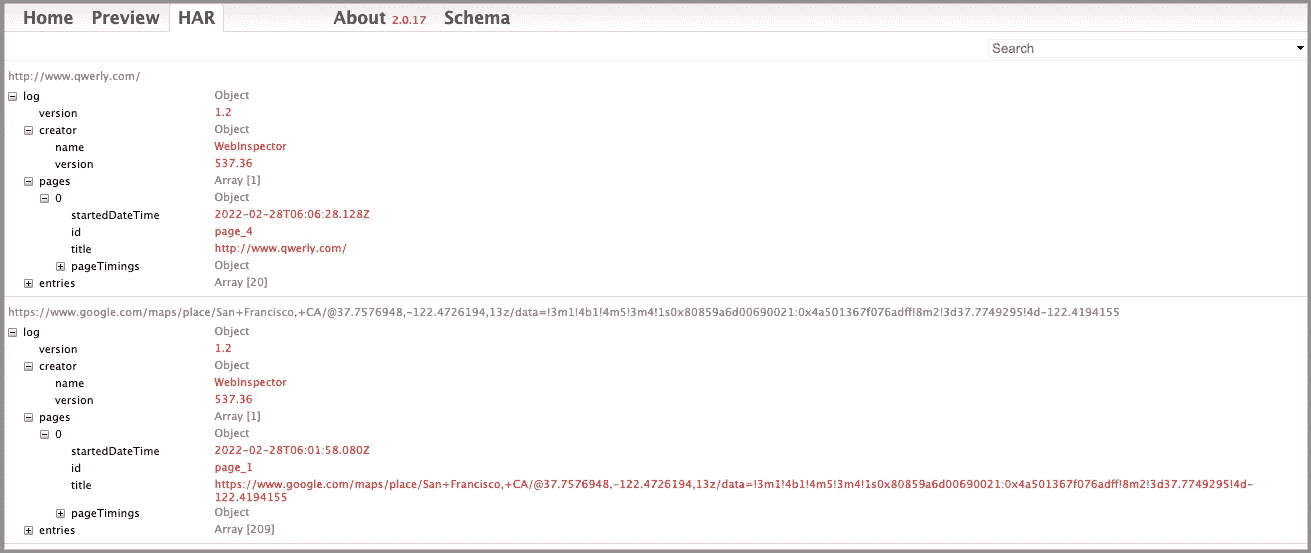 Home Preview HAR About 2.0.17 Schema
Search
http://www.qwerly.com/
log Object
version 1.2
creator Object
name WebInspector
version 537.36
pages Array [1]
0 Object
startedDateTime 2022-02-28T06:06:28.128Z
id page_4
title http://www.qwerly.com/
pageTimings Object
entries Array [20]
https://www.google.com/maps/place/San+Francisco,+CA/@37.7576948,-122.4726194,13z/data=!3m1!4b1!4m5!3m4!1s0x80859a6d00690021:0x4a501367f076adff!8m2!3d37.7749295!4d-122.4194155
log Object
version 1.2
creator Object
name WebInspector
version 537.36
pages Array [1]
0 Object
startedDateTime 2022-02-28T06:01:58.080Z
id page_1
title https://www.google.com/maps/place/San+Francisco,+CA/@37.7576948,-122.4726194,13z/data=!3m1!4b1!4m5!3m4!1s0x80859a6d00690021:0x4a501367f076adff!8m2!3d37.7749295!4d-
122.4194155
pageTimings Object
entries Array [209]